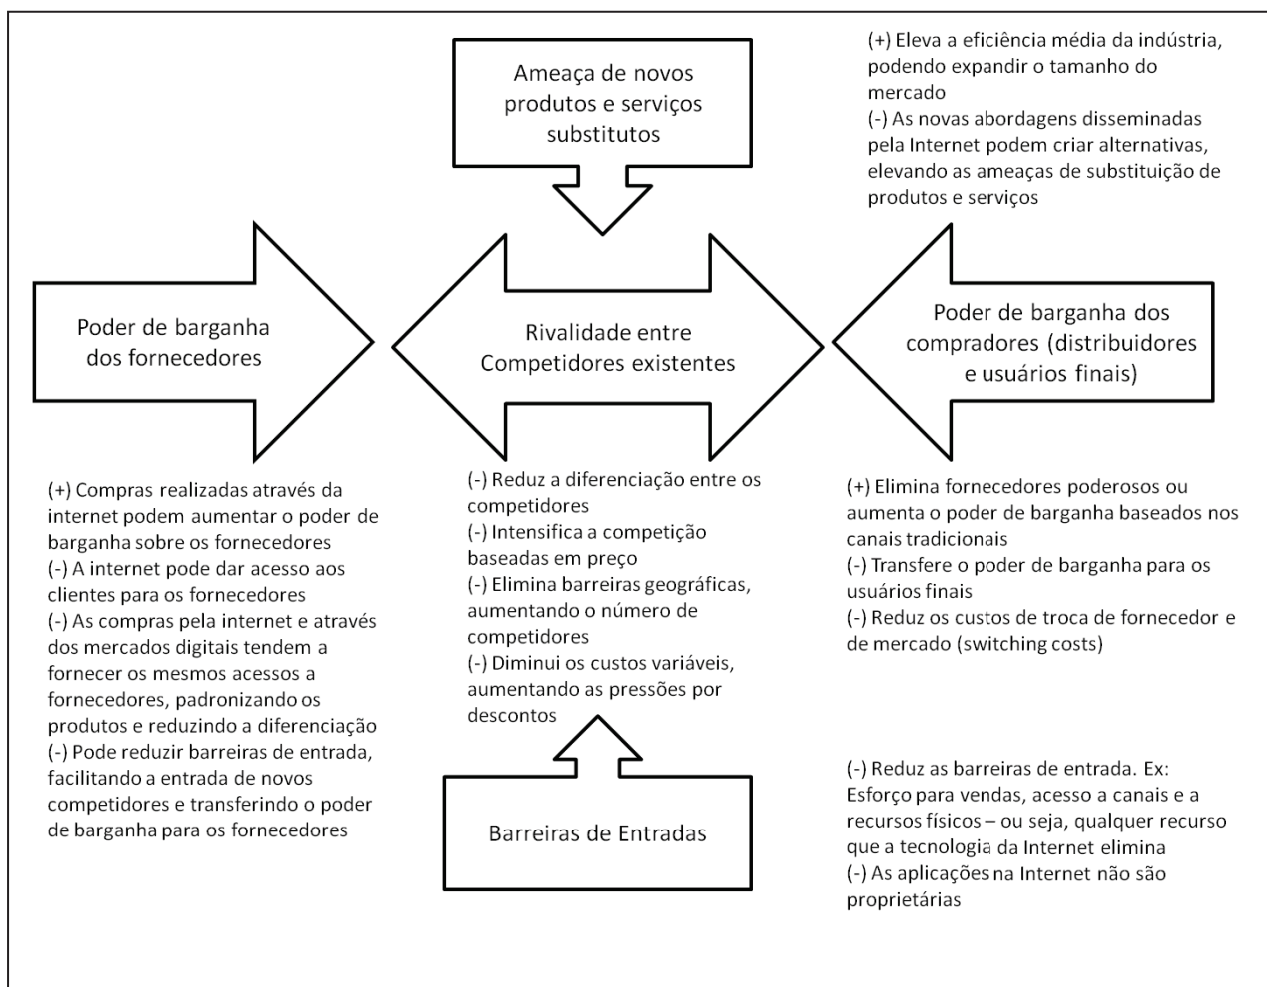 Ameaça de novos
produtos e serviços
substitutos
(+) Eleva a eficiência média da indústria,
podendo expandir o tamanho do
mercado
(-) As novas abordagens disseminadas
pela Internet podem criar alternativas,
elevando as ameaças de substituição de
produtos e serviços
Poder de barganha
dos fornecedores
Rivalidade entre
Competidores existentes
Poder de barganha dos
compradores (distribuidores
e usuários finais)
(+) Compras realizadas através da
internet podem aumentar o poder de
barganha sobre os fornecedores
(-) A internet pode dar acesso aos
clientes para os fornecedores
(-) As compras pela internet e através
dos mercados digitais tendem a
fornecer os mesmos acessos a
fornecedores, padronizando os
produtos e reduzindo a diferenciação
(-) Pode reduzir barreiras de entrada,
facilitando a entrada de novos
competidores e transferindo o poder
de barganha para os fornecedores
(-) Reduz a diferenciação entre os
competidores
(-) Intensifica a competição
baseadas em preço
(-) Elimina barreiras geográficas,
aumentando o número de
competidores
(-) Diminui os custos variáveis,
aumentando as pressões por
descontos
(+) Elimina fornecedores poderosos ou
aumenta o poder de barganha baseados nos
canais tradicionais
(-) Transfere o poder de barganha para os
usuários finais
(-) Reduz os custos de troca de fornecedor e
de mercado (switching costs)
Barreiras de Entradas
(-) Reduz as barreiras de entrada. Ex:
Esforço para vendas, acesso a canais e a
recursos físicos – ou seja, qualquer recurso
que a tecnologia da Internet elimina
(-) As aplicações na Internet não são
proprietárias